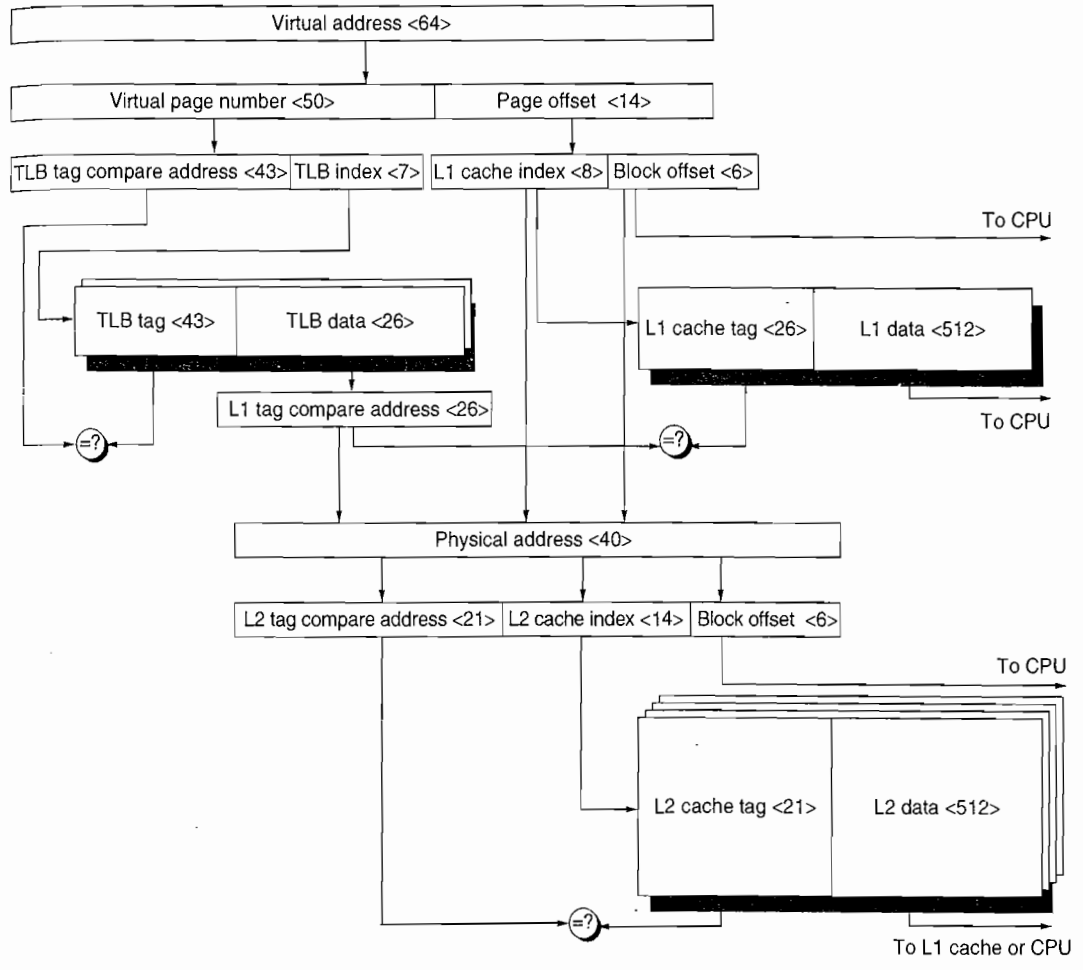 Virtual address <64>
Virtual page number <50>
Page offset <14>
TLB tag compare address <43>
TLB index <7>
L1 cache index <8>
Block offset <6>
To CPU
TLB tag <43>
TLB data <26>
L1 cache tag <26>
L1 data <512>
L1 tag compare address <26>
To CPU
=?
=?
Physical address <40>
L2 tag compare address <21>
L2 cache index <14>
Block offset <6>
To CPU
L2 cache tag <21>
L2 data <512>
=?
To L1 cache or CPU